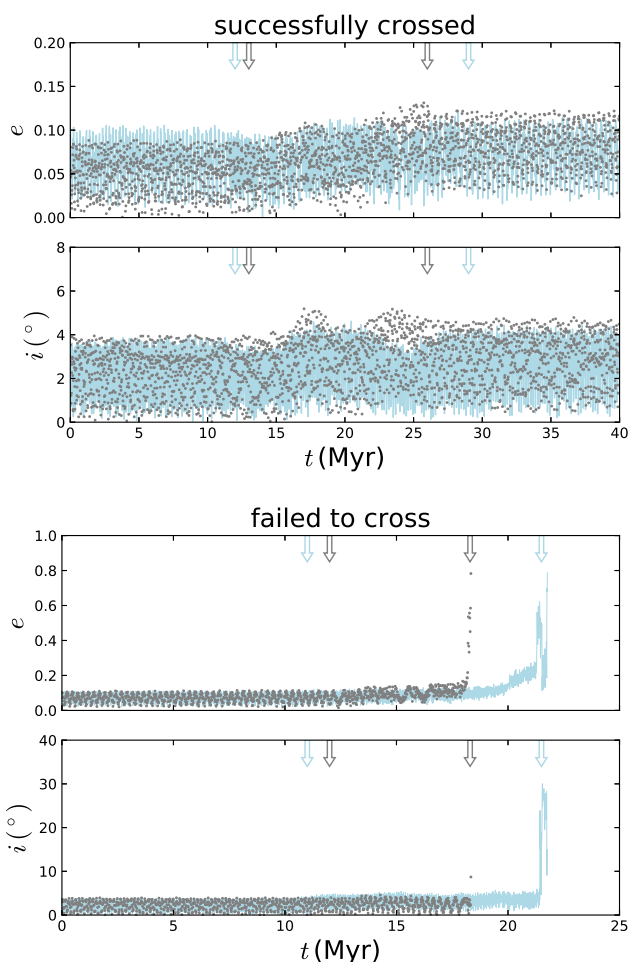 successfully crossed
0.20
0.15
0.10
0.05
0.00
e
8
6
4
2
0
i (°)
0 5 10 15 20 25 30 35 40
t (Myr)
failed to cross
1.0
0.8
0.6
0.4
0.2
0.0
e
40
30
20
10
0
i (°)
0 5 10 15 20 25
t (Myr)